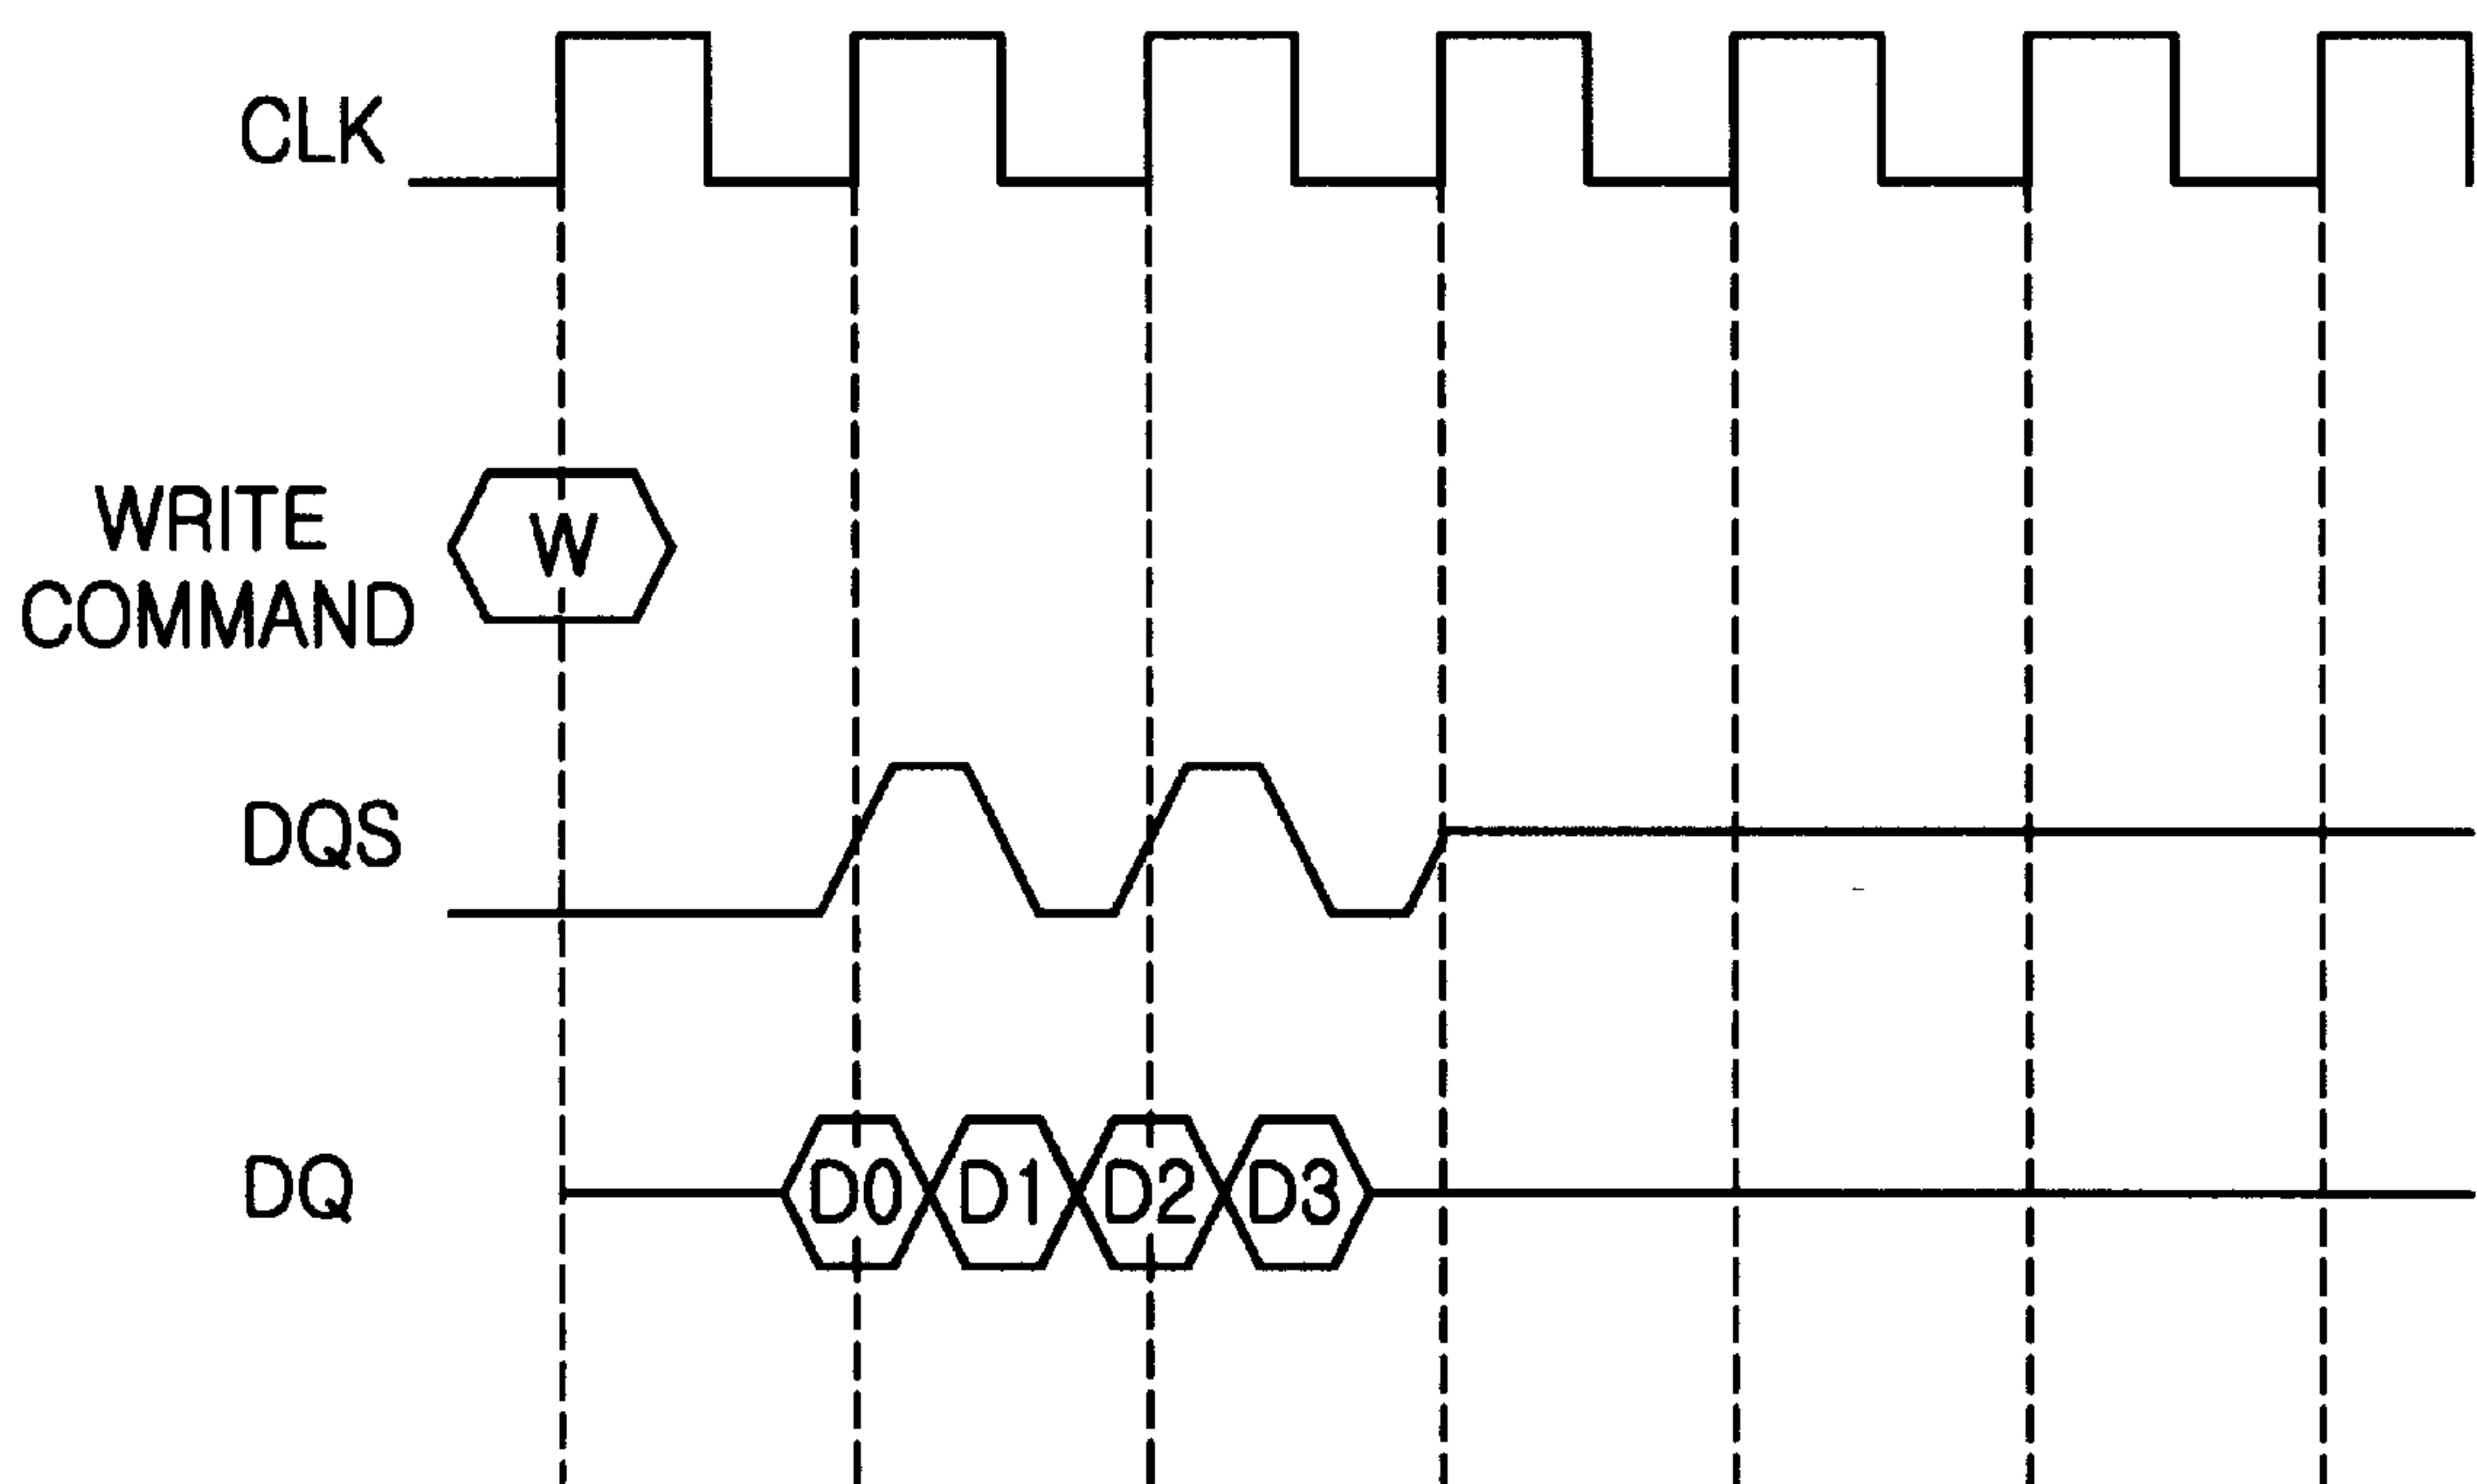 CLK
WRITE
COMMAND
W
DQS
DQ
D0 D1 D2 D3